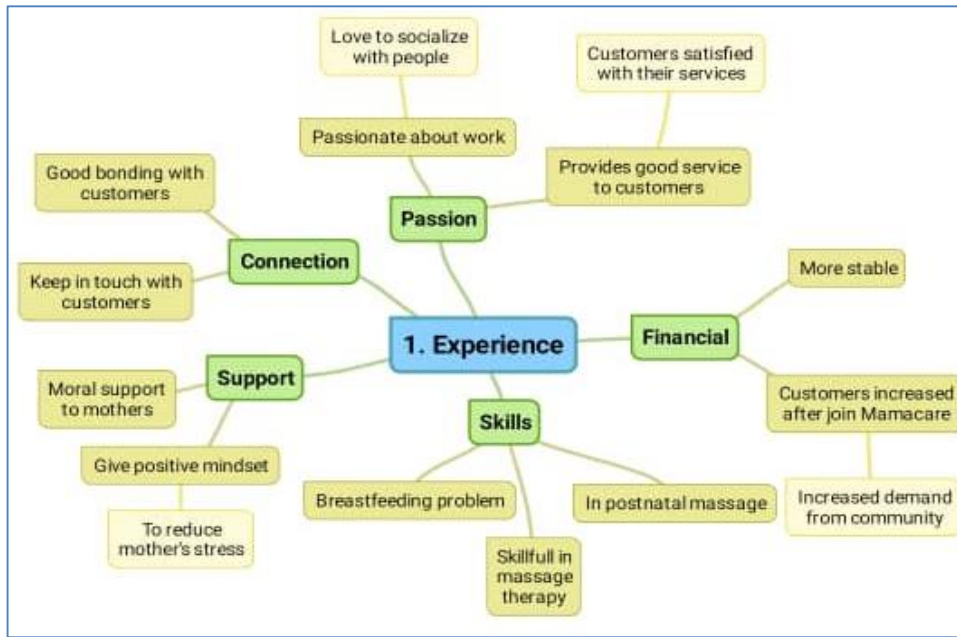 Love to socialize
with people
Customers satisfied
with their services
Passionate about work
Provides good service
to customers
Passion
Good bonding with
customers
Connection
Keep in touch with
customers
More stable
Financial
1. Experience
Customers increased
after join Mamacare
Increased demand
from community
Support
Moral support
to mothers
Give positive mindset
To reduce
mother's stress
Skills
Breastfeeding problem
Skillfull in
massage
therapy
In postnatal massage